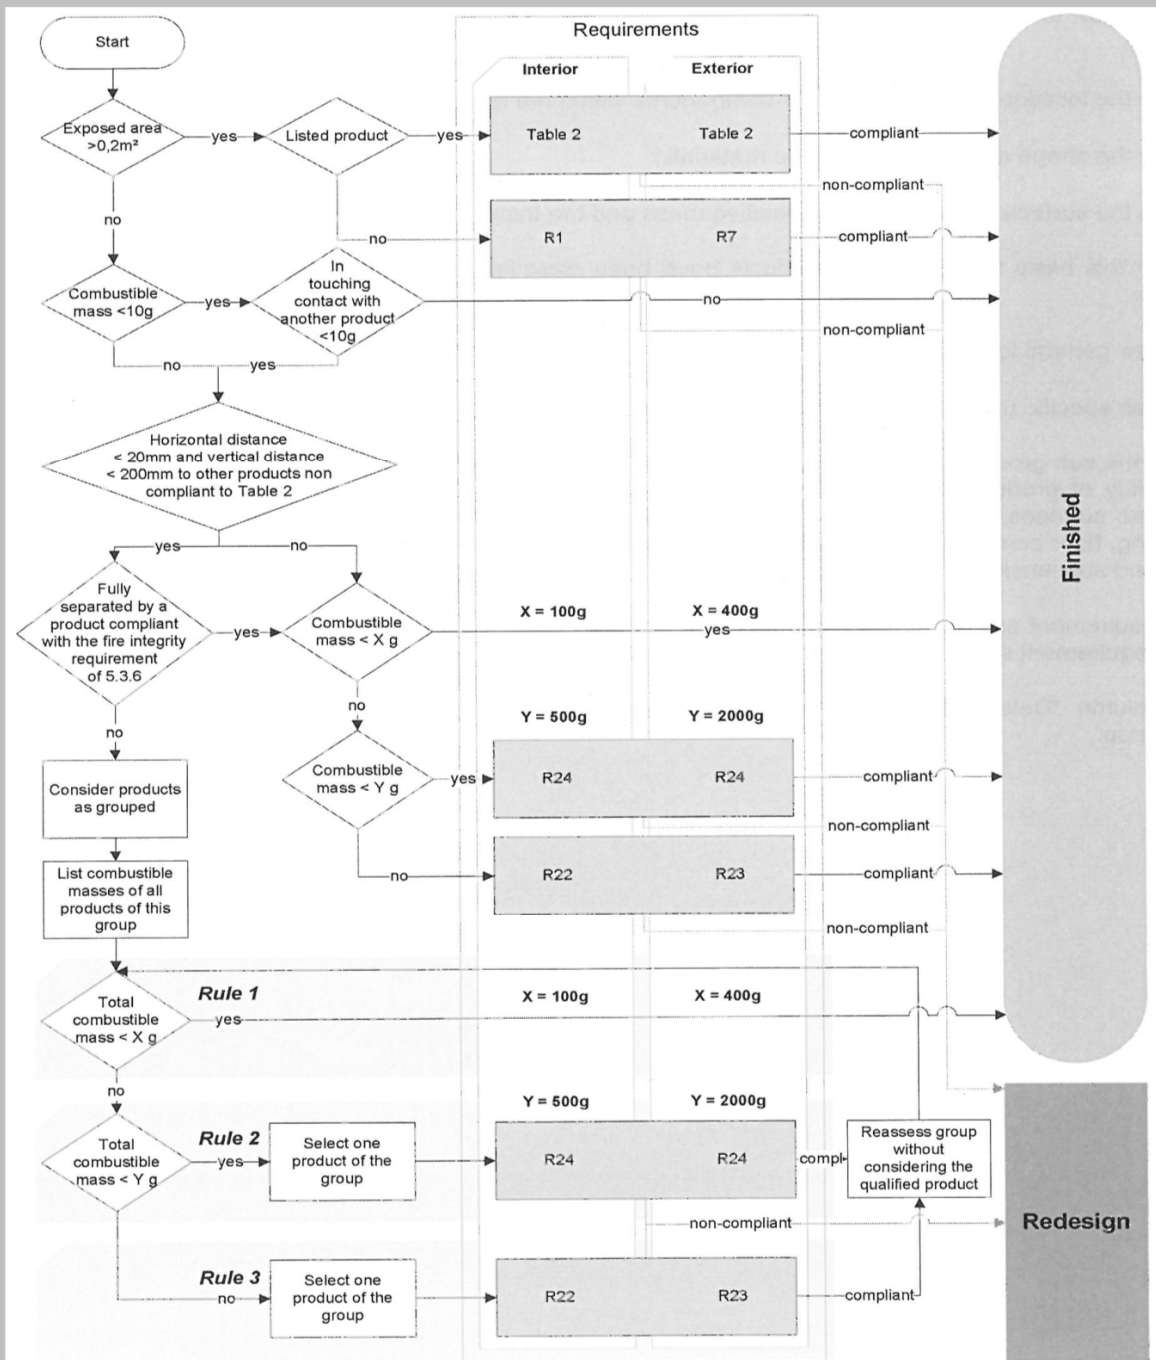 Requirements
Start
Interior
Exterior
Exposed area
>0,2m²
yes
Listed product
yes
Table 2
Table 2
compliant
non-compliant
no
no
R1
R7
compliant
Combustible
mass <10g
yes
In
touching
contact with
another product
<10g
no
non-compliant
no
yes
Horizontal distance
< 20mm and vertical distance
< 200mm to other products non
compliant to Table 2
Finished
yes
no
Fully
separated by a
product compliant
with the fire integrity
requirement
of 5.3.6
yes
Combustible
mass < X g
X = 100g
X = 400g
yes
no
no
Y = 500g
Y = 2000g
Consider products
as grouped
Combustible
mass < Y g
yes
R24
R24
compliant
non-compliant
List combustible
masses of all
products of this
group
no
R22
R23
compliant
non-compliant
Rule 1
X = 100g
X = 400g
Total
combustible
mass < X g
yes
no
Y = 500g
Y = 2000g
Rule 2
Total
combustible
mass < Y g
yes
Select one
product of the
group
R24
R24
compl
Reassess group
without
considering the
qualified product
non-compliant
Redesign
Rule 3
no
Select one
product of the
group
R22
R23
compliant